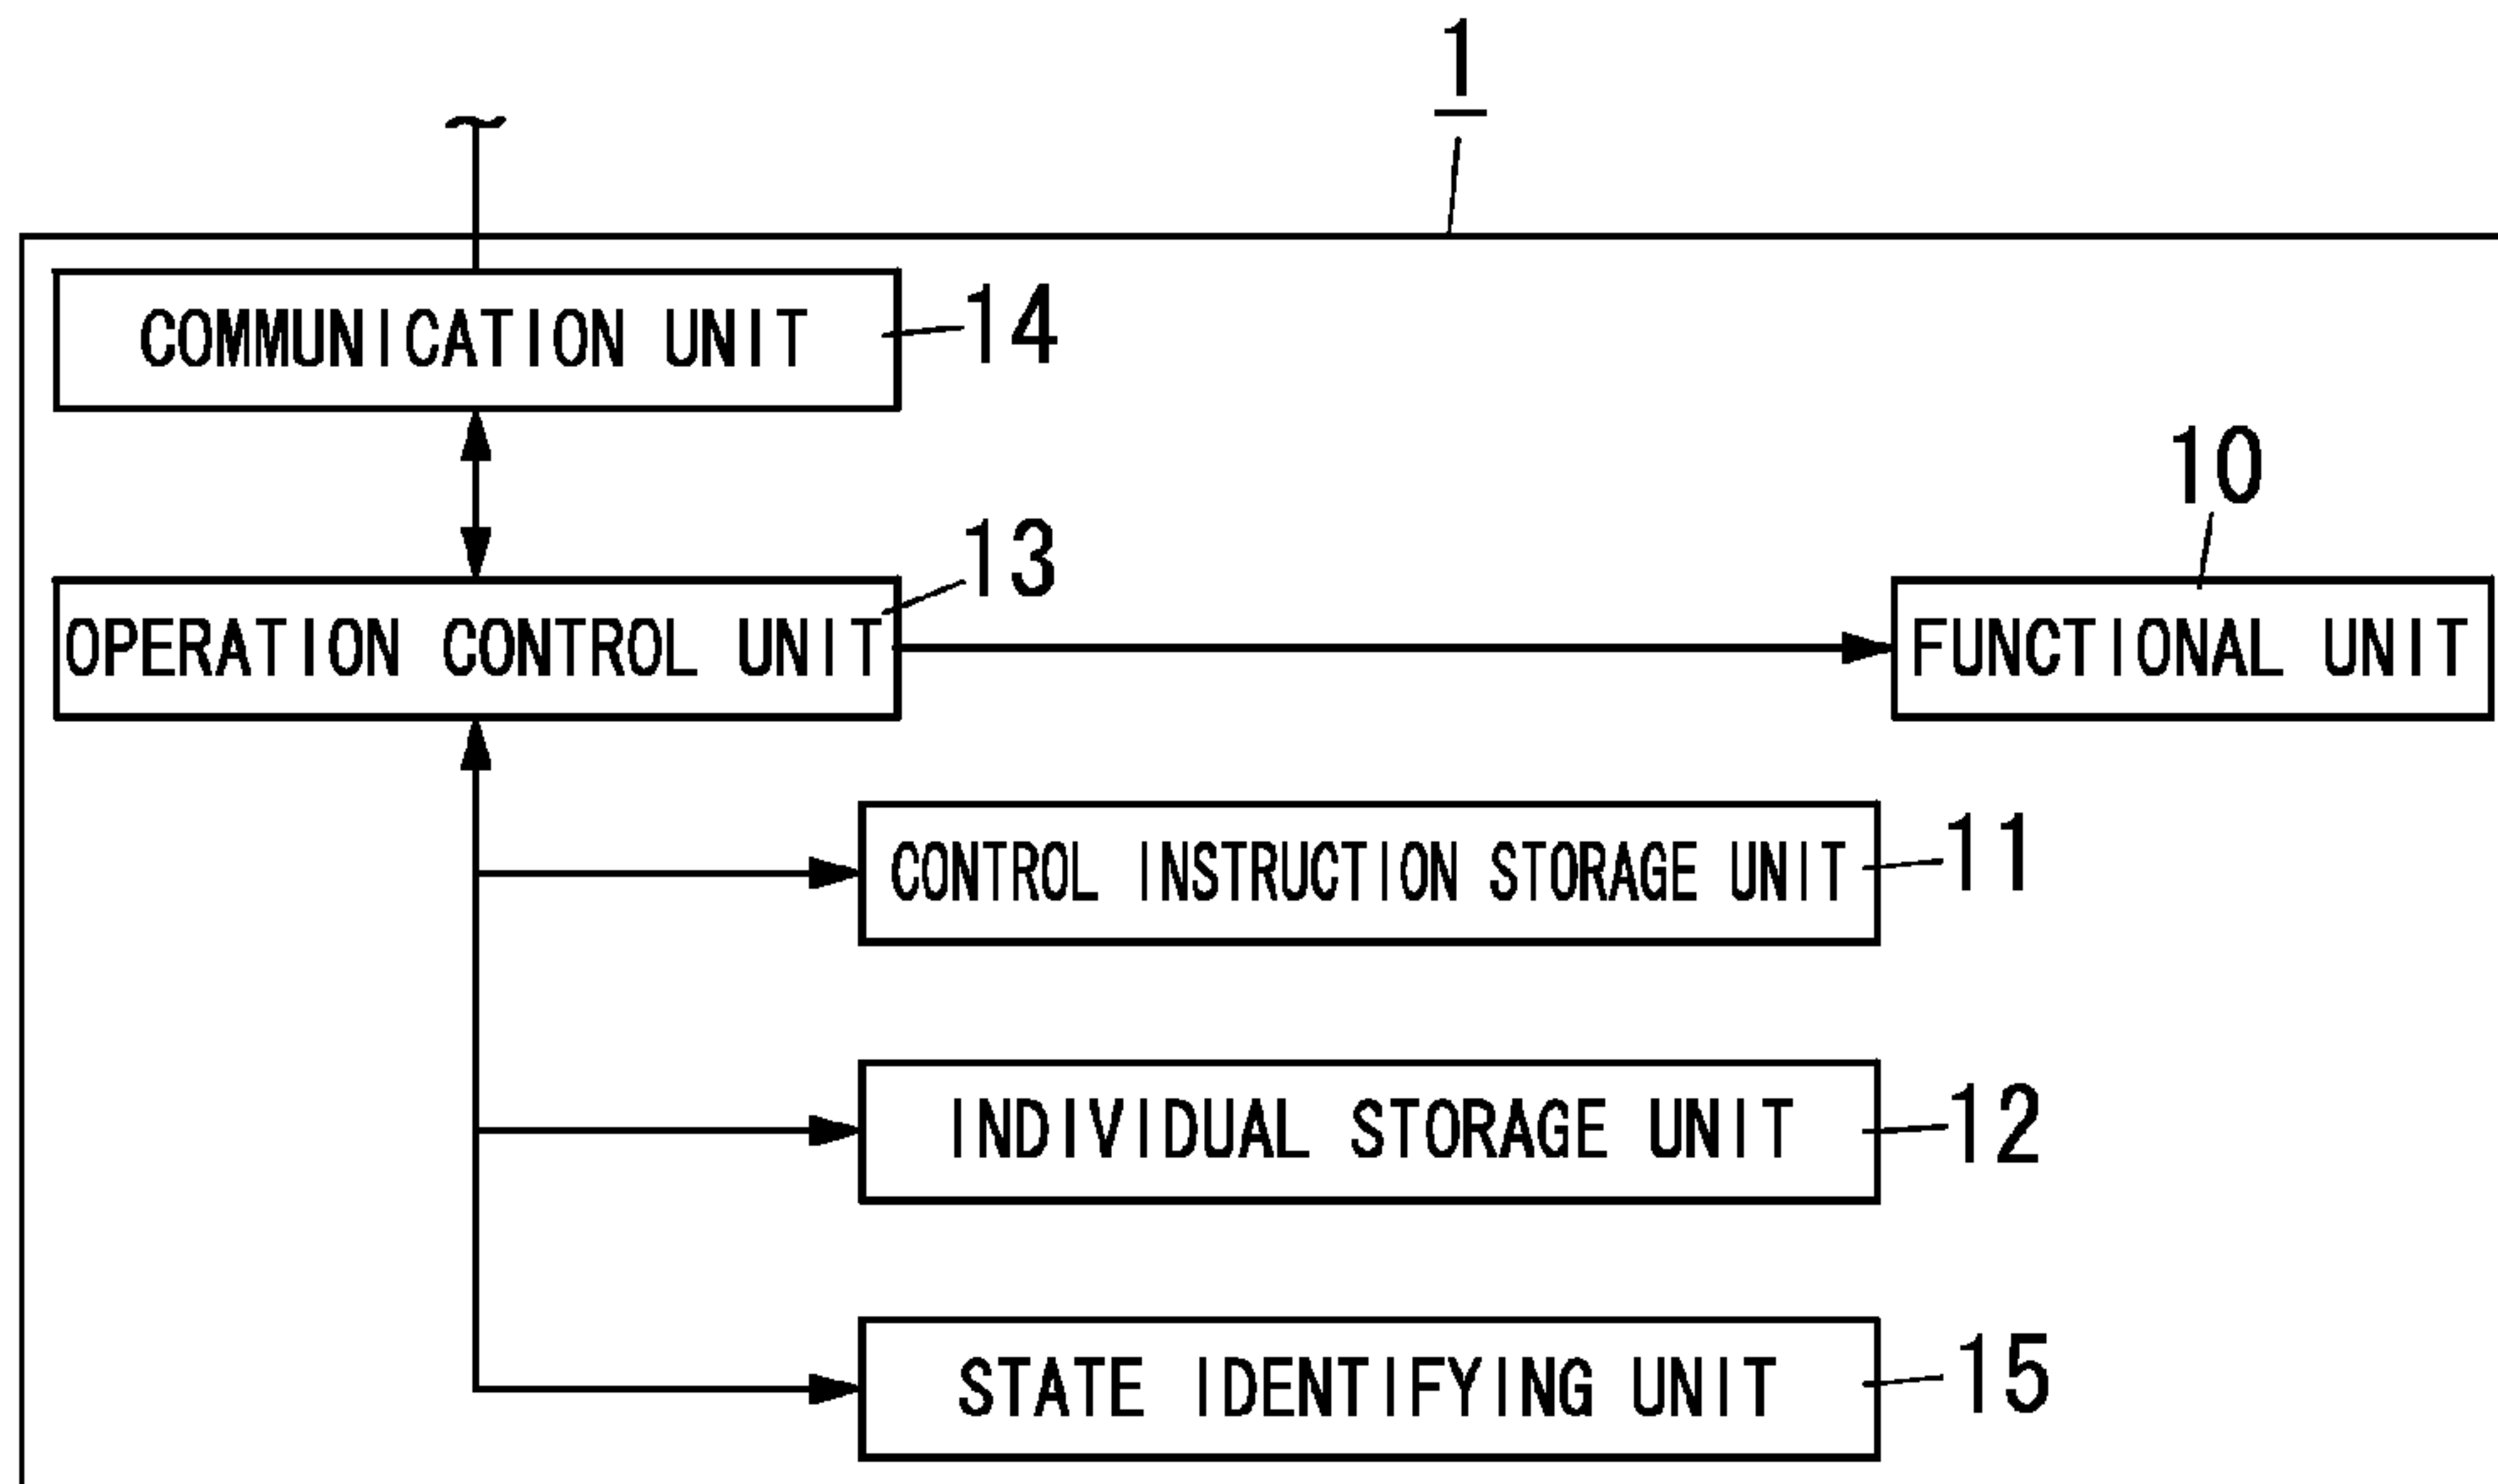 1
COMMUNICATION UNIT
14
10
13
OPERATION CONTROL UNIT
FUNCTIONAL UNIT
CONTROL INSTRUCTION STORAGE UNIT
11
INDIVIDUAL STORAGE UNIT
12
STATE IDENTIFYING UNIT
15